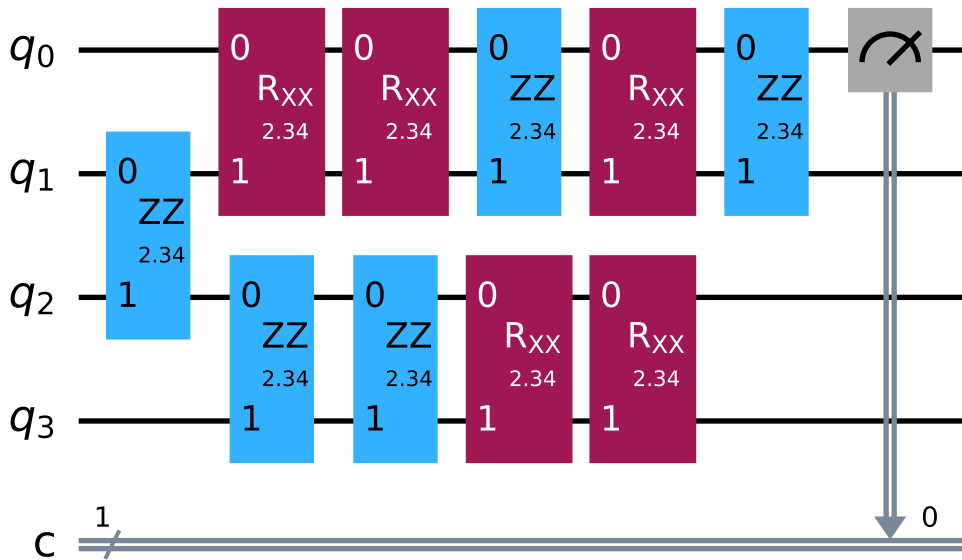 q0 0 0 0 0 0
RXX RXX ZZ RXX ZZ
2.34 2.34 2.34 2.34 2.34
q1 0 1 1 1 1 1
ZZ
2.34
q2 1 0 0 0 0
ZZ ZZ RXX RXX
2.34 2.34 2.34 2.34
q3 1 1 1 1
1 0
c